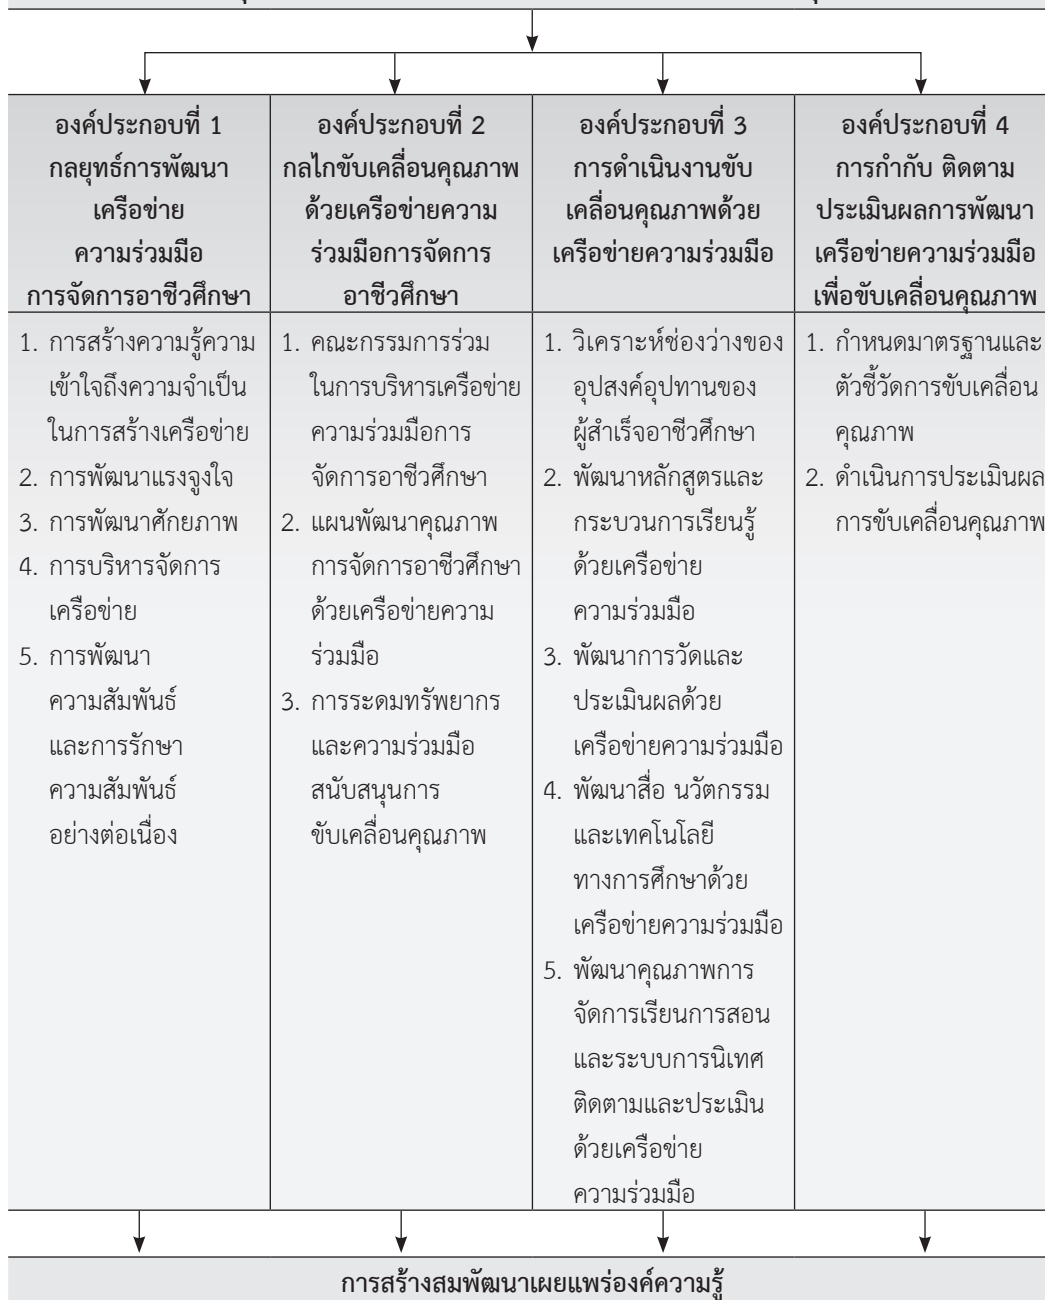 องค์ประกอบที่ 1
กลยุทธ์การพัฒนา
เครือข่าย
ความร่วมมือ
การจัดการอาชีวศึกษา
องค์ประกอบที่ 2
กลไกขับเคลื่อนคุณภาพ
ด้วยเครือข่ายความ
ร่วมมือการจัดการ
อาชีวศึกษา
องค์ประกอบที่ 3
การดำเนินงานขับ
เคลื่อนคุณภาพด้วย
เครือข่ายความร่วมมือ
องค์ประกอบที่ 4
การกำกับ ติดตาม
ประเมินผลการพัฒนา
เครือข่ายความร่วมมือ
เพื่อขับเคลื่อนคุณภาพ
1. การสร้างความรู้ความ
เข้าใจถึงความจำเป็น
ในการสร้างเครือข่าย
2. การพัฒนาแรงจูงใจ
3. การพัฒนาศักยภาพ
4. การบริหารจัดการ
เครือข่าย
5. การพัฒนา
ความสัมพันธ์
และการรักษา
ความสัมพันธ์
อย่างต่อเนื่อง
1. คณะกรรมการร่วม
ในการบริหารเครือข่าย
ความร่วมมือการ
จัดการอาชีวศึกษา
2. แผนพัฒนาคุณภาพ
การจัดการอาชีวศึกษา
ด้วยเครือข่ายความ
ร่วมมือ
3. การระดมทรัพยากร
และความร่วมมือ
สนับสนุนการ
ขับเคลื่อนคุณภาพ
1. วิเคราะห์ช่องว่างของ
อุปสงค์อุปทานของ
ผู้สำเร็จอาชีวศึกษา
2. พัฒนาหลักสูตรและ
กระบวนการเรียนรู้
ด้วยเครือข่าย
ความร่วมมือ
3. พัฒนาการวัดและ
ประเมินผลด้วย
เครือข่ายความร่วมมือ
4. พัฒนาสื่อ นวัตกรรม
และเทคโนโลยี
ทางการศึกษาด้วย
เครือข่ายความร่วมมือ
5. พัฒนาคุณภาพการ
จัดการเรียนการสอน
และระบบการนิเทศ
ติดตามและประเมิน
ด้วยเครือข่าย
ความร่วมมือ
1. กำหนดมาตรฐานและ
ตัวชี้วัดการขับเคลื่อน
คุณภาพ
2. ดำเนินการประเมินผล
การขับเคลื่อนคุณภาพ
การสร้างสมพัฒนาเผยแพร่องค์ความรู้